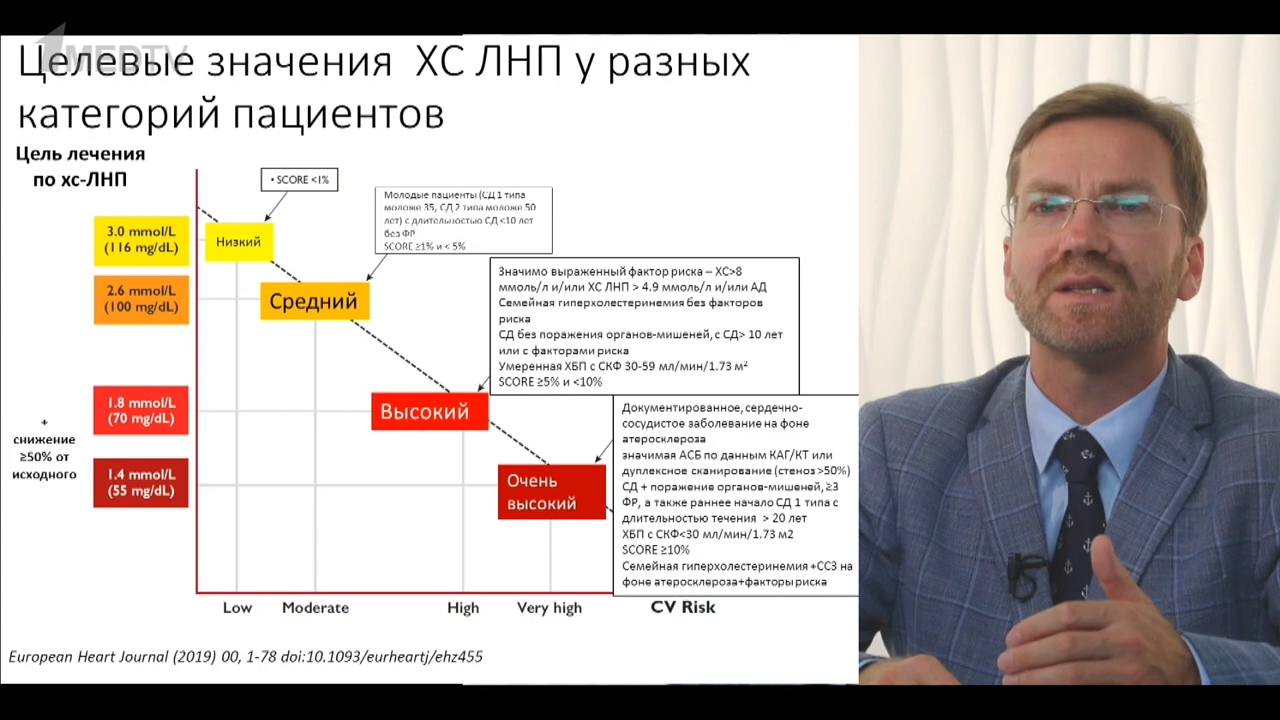 1MEDTV
Целевые значения ХС ЛНП у разных
категорий пациентов
Цель лечения
по хс-ЛНП
3.0 mmol/L
(116 mg/dL)
2.6 mmol/L
(100 mg/dL)
1.8 mmol/L
(70 mg/dL)
1.4 mmol/L
(55 mg/dL)
+
снижение
≥50% от
исходного
Низкий
Средний
Высокий
Очень
высокий
• SCORE <1%
Молодые пациенты (СД 1 типа
моложе 35, СД 2 типа моложе 50
лет) с длительностью СД <10 лет
без ФР
SCORE ≥1% и < 5%
Значимо выраженный фактор риска – ХС>8
ммоль/л и/или ХС ЛНП > 4.9 ммоль/л и/или АД
Семейная гиперхолестеринемия без факторов
риска
СД без поражения органов-мишеней, с СД> 10 лет
или с факторами риска
Умеренная ХБП с СКФ 30-59 мл/мин/1.73 м²
SCORE ≥5% и <10%
Документированное, сердечно-
сосудистое заболевание на фоне
атеросклероза
значимая АСБ по данным КАГ/КТ или
дуплексное сканирование (стеноз >50%)
СД + поражение органов-мишеней, ≥3
ФР, а также раннее начало СД 1 типа с
длительностью течения > 20 лет
ХБП с СКФ<30 мл/мин/1.73 м2
SCORE ≥10%
Семейная гиперхолестеринемия +ССЗ на
фоне атеросклероза+факторы риска
Low
Moderate
High
Very high
CV Risk
European Heart Journal (2019) 00, 1-78 doi:10.1093/eurheartj/ehz455